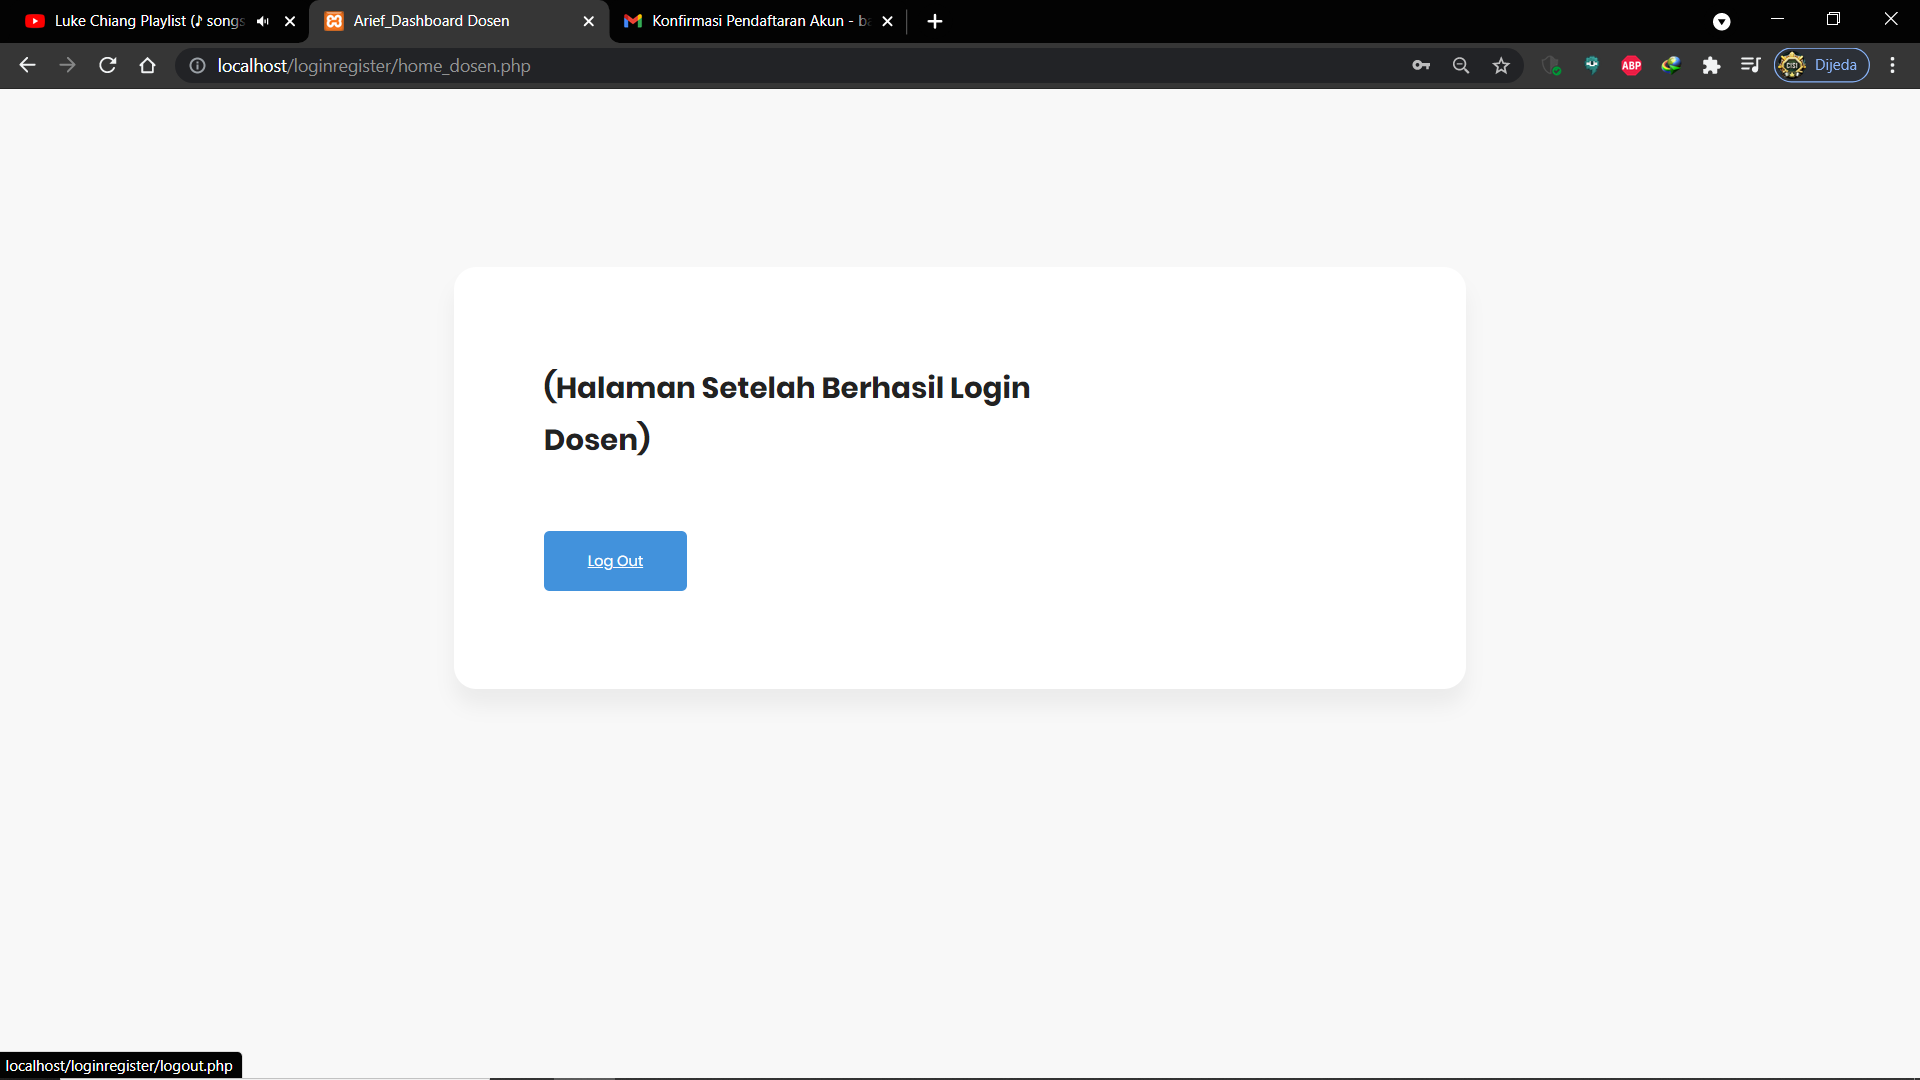 Luke Chiang Playlist (♪ songs
Arief_Dashboard Dosen
Konfirmasi Pendaftaran Akun - ba
localhost/loginregister/home_dosen.php
ABP
Dijeda
(Halaman Setelah Berhasil Login
Dosen)
Log Out
localhost/loginregister/logout.php